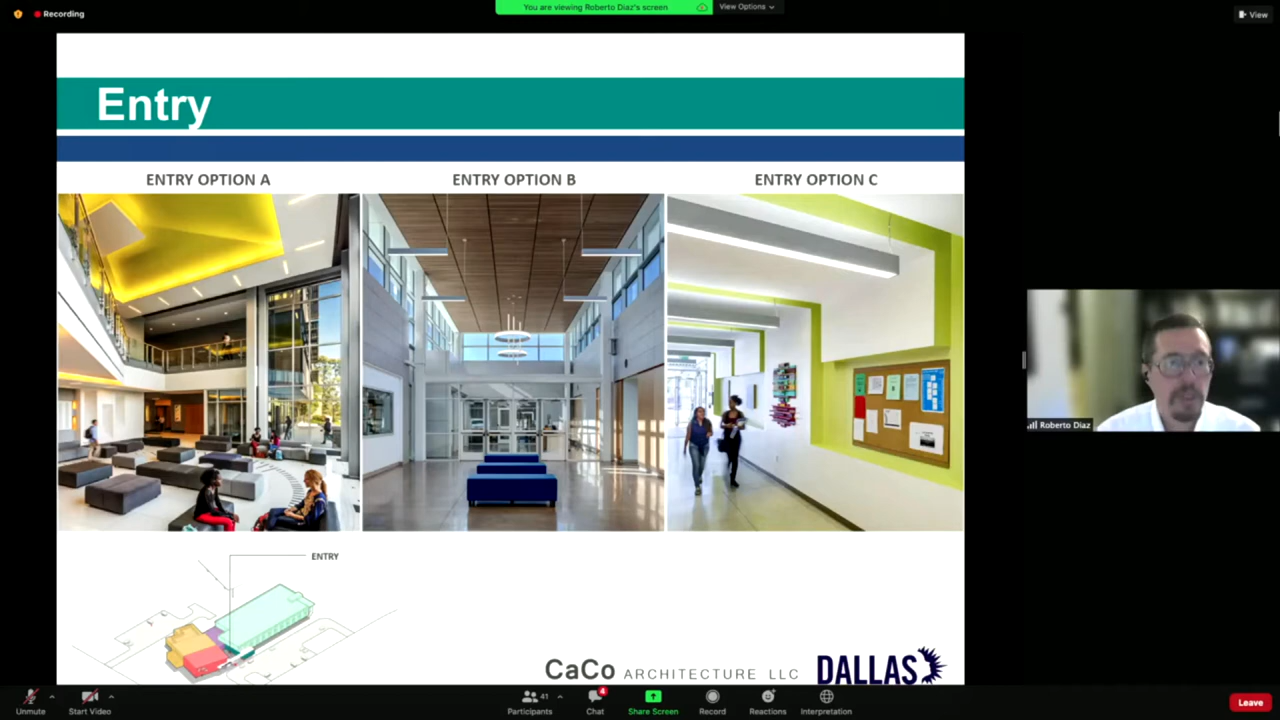 Recording
You are viewing Roberto Diaz's screen
View Options
View
Entry
ENTRY OPTION A
ENTRY OPTION B
ENTRY OPTION C
Roberto Diaz
ENTRY
CaCo ARCHITECTURE LLC
DALLAS
Unmute
Start Video
41
Participants
4
Chat
Share Screen
Record
Reactions
Interpretation
Leave